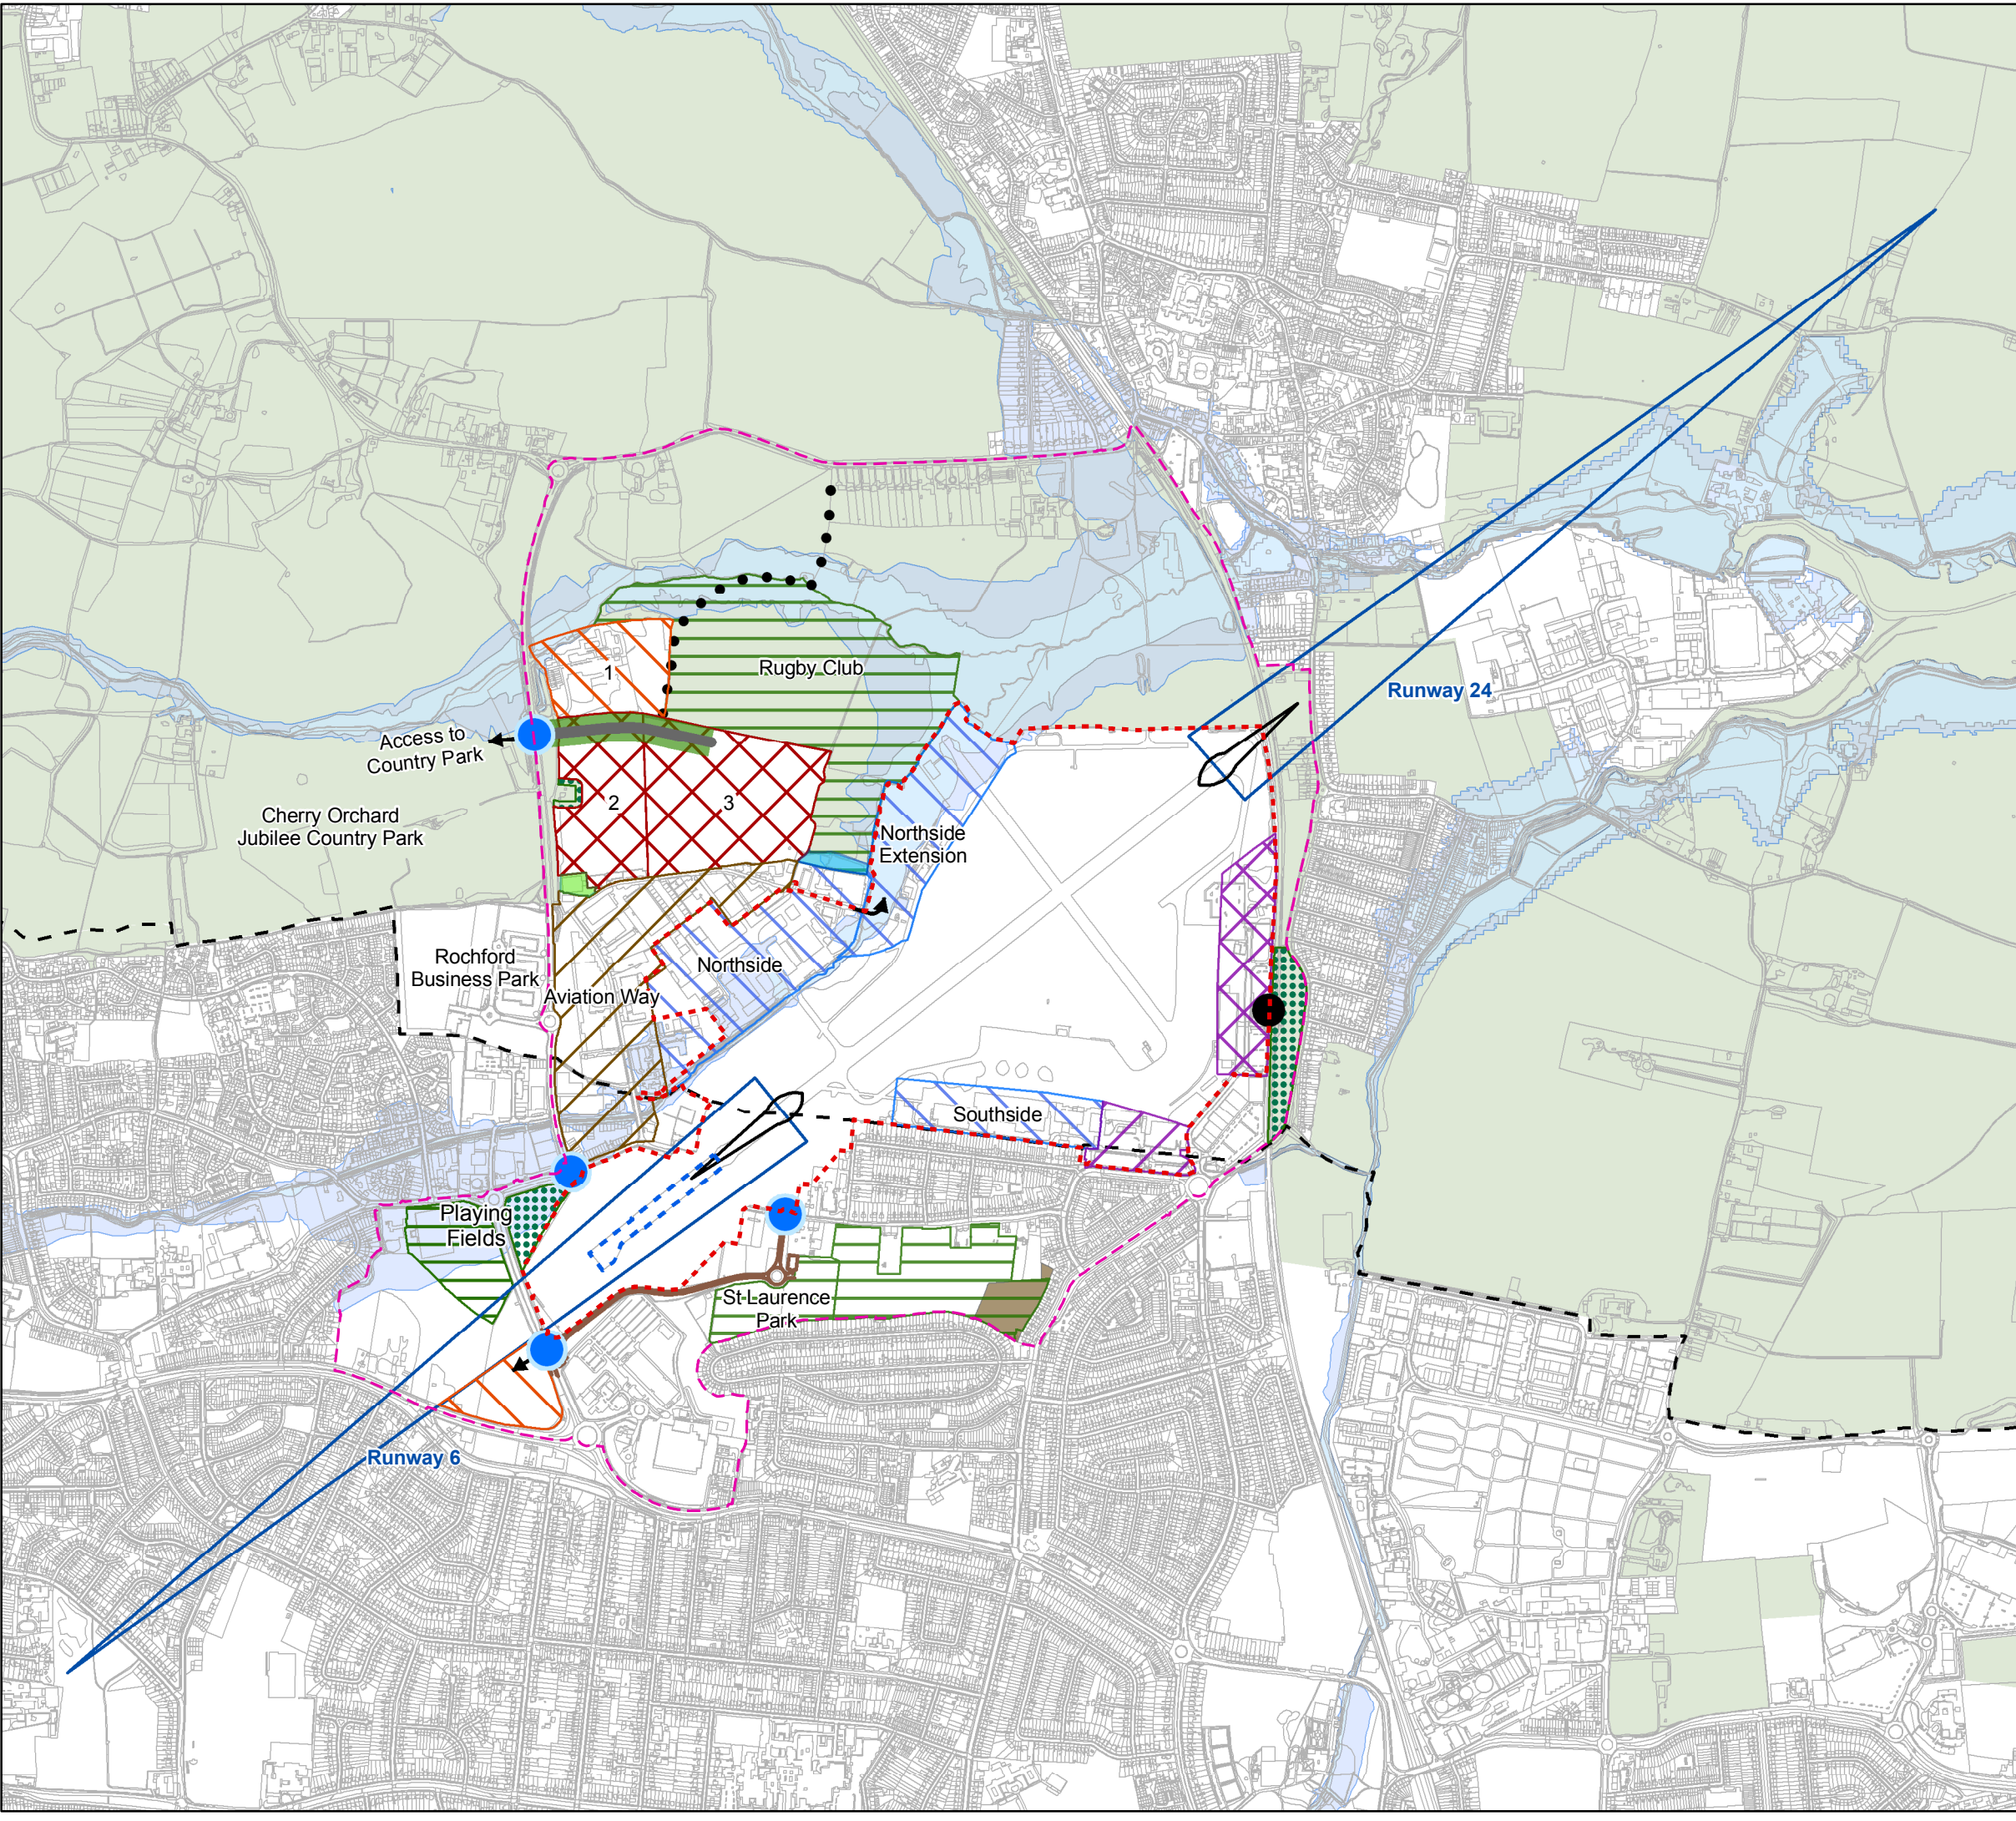 Rugby Club
1
Runway 24
Access to
Country Park
2
3
Cherry Orchard
Jubilee Country Park
Northside
Extension
Rochford
Business Park
Northside
Aviation Way
Southside
Playing
Fields
St Laurence
Park
Runway 6